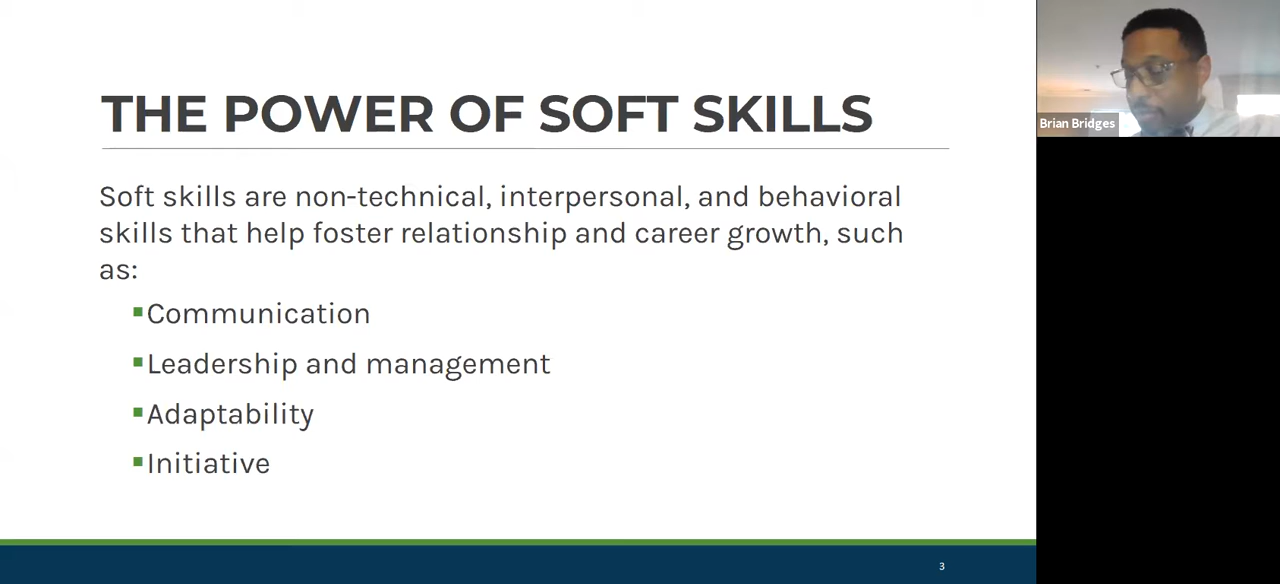 THE POWER OF SOFT SKILLS
Soft skills are non-technical, interpersonal, and behavioral
skills that help foster relationship and career growth, such
as:
▪Communication
▪Leadership and management
▪Adaptability
▪Initiative
3
Brian Bridges